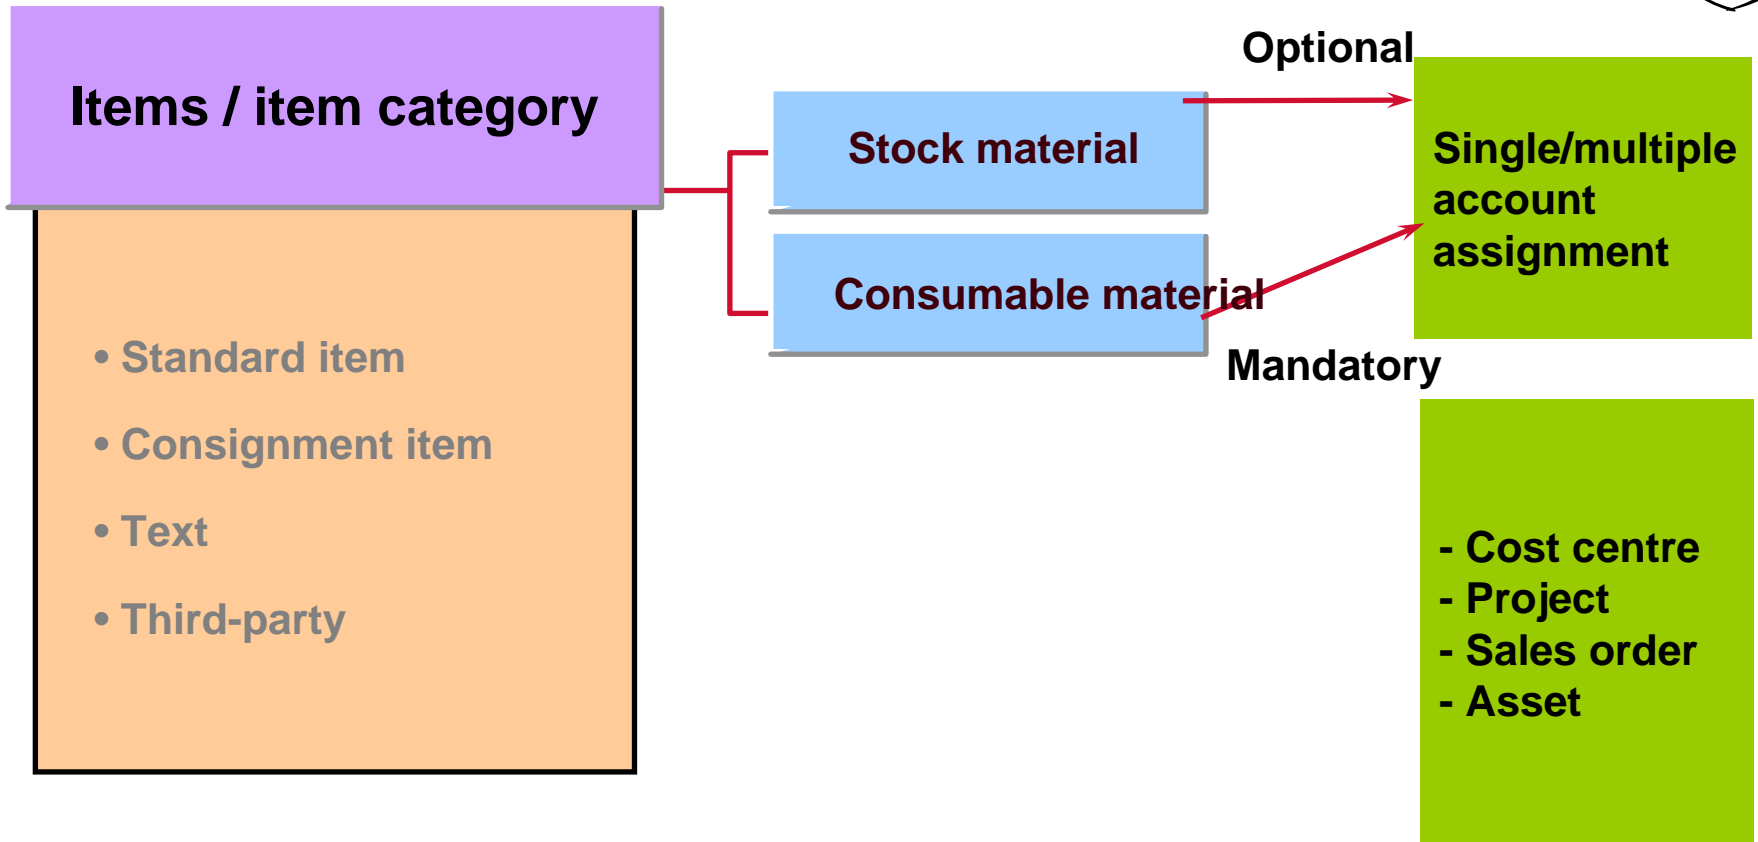 Items / item category
• Standard item
• Consignment item
• Text
• Third-party
Stock material
Consumable material
Optional
Mandatory
Single/multiple
account
assignment
- Cost centre
- Project
- Sales order
- Asset